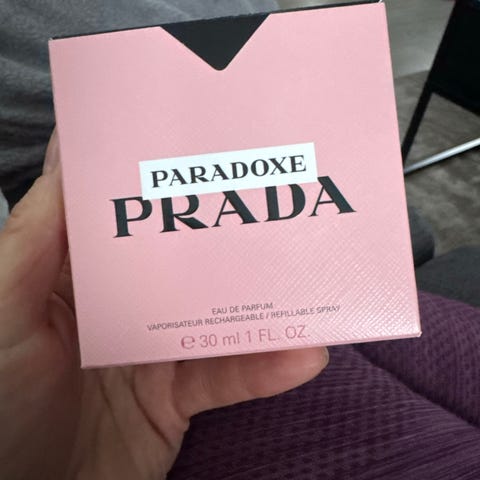 PARADOXE
PRADA
EAU DE PARFUM
VAPORISATEUR RECHARGEABLE / REFILLABLE SPRAY
℮ 30 ml 1 FL. OZ.